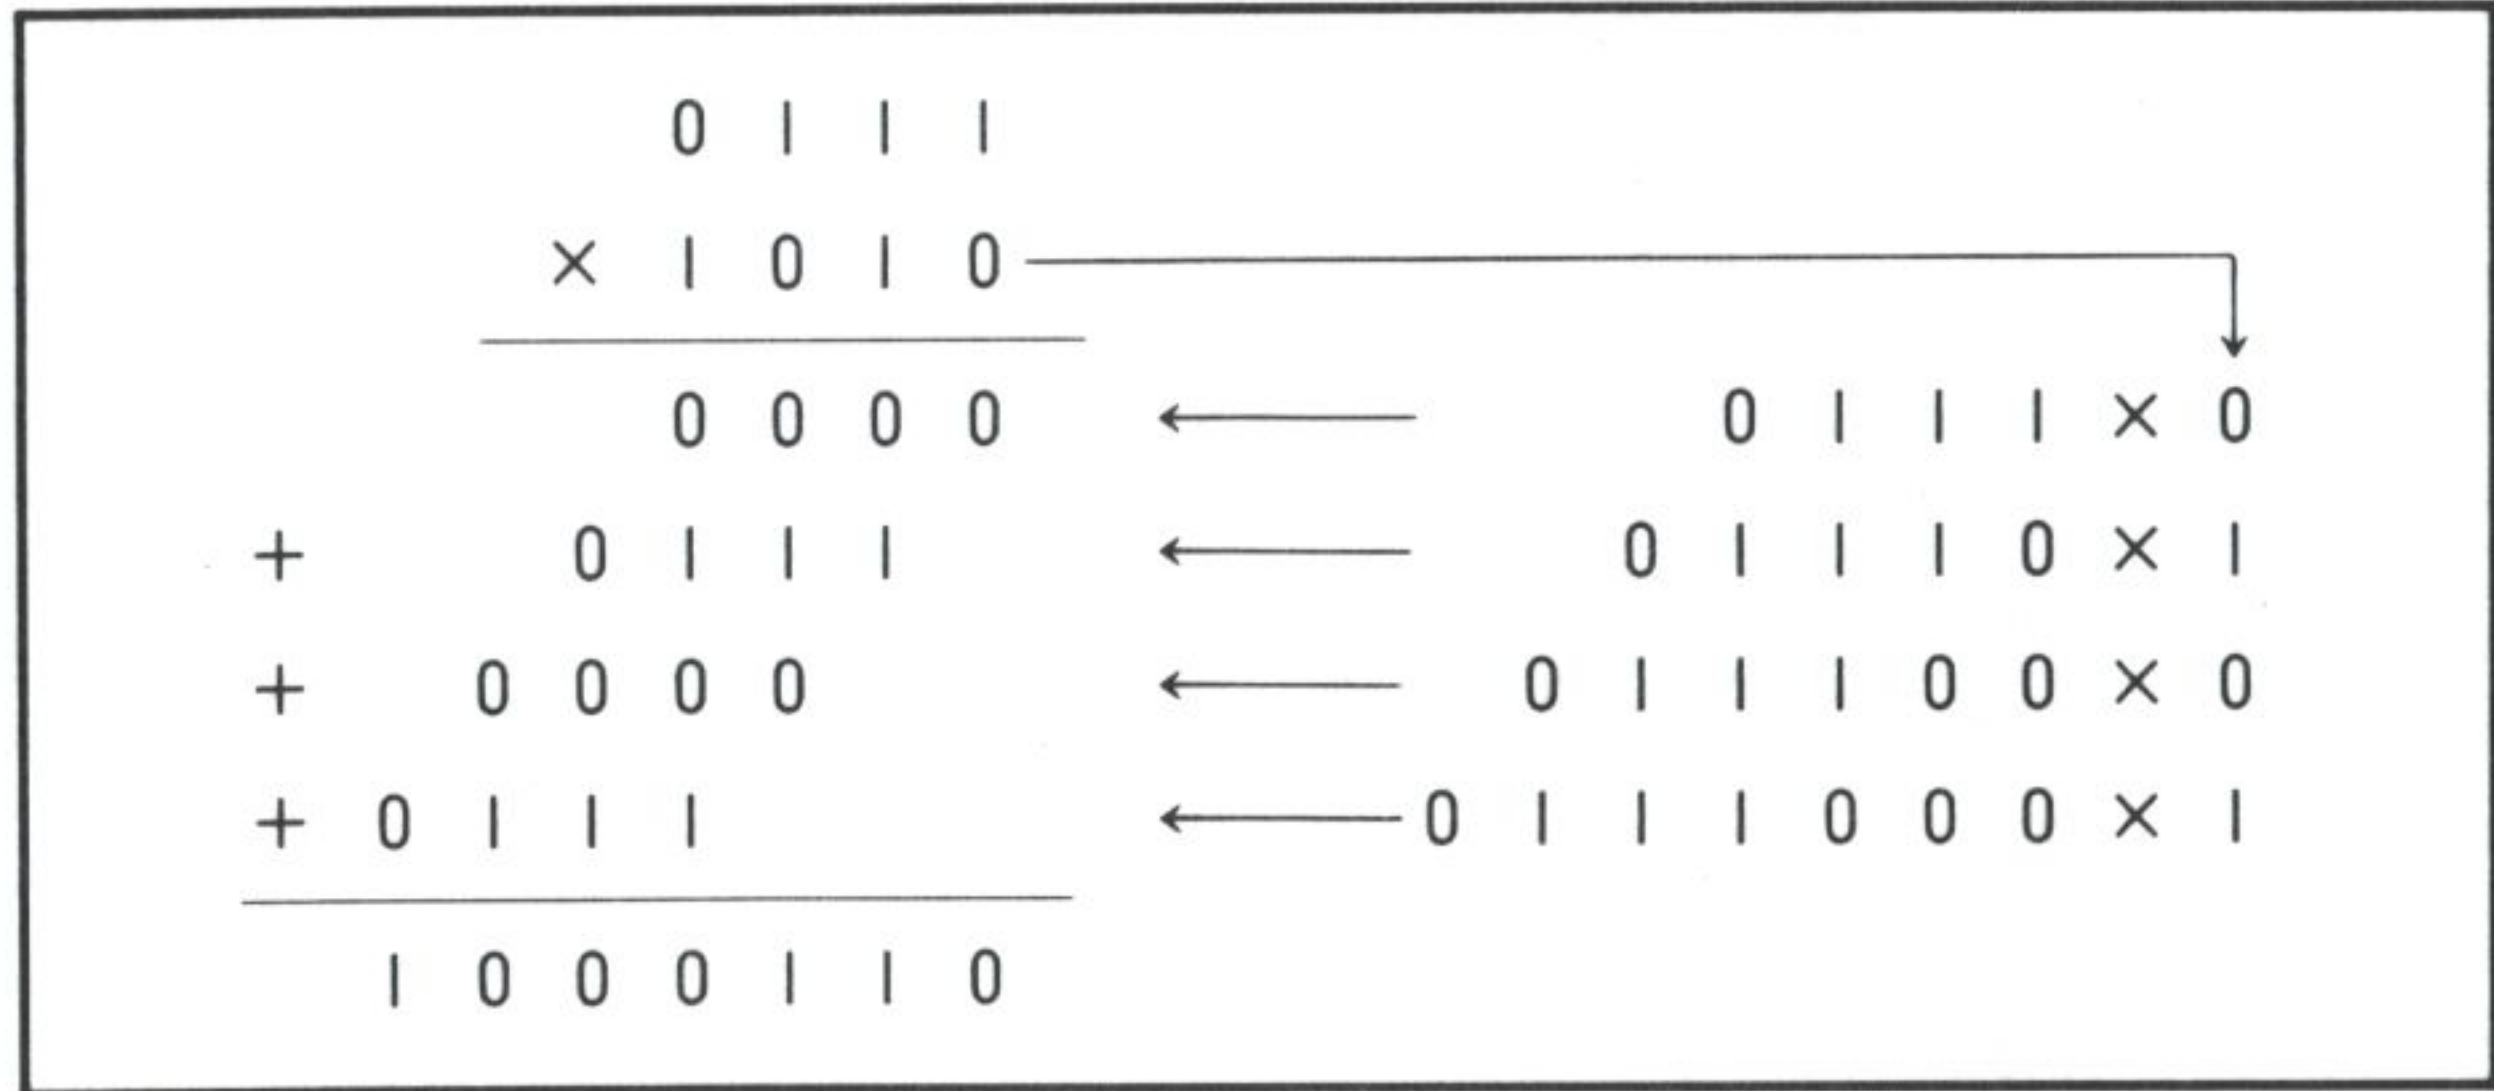 0 1 1 1
× 1 0 1 0
0 0 0 0 ← 0 1 1 1 × 0
+ 0 1 1 1 ← 0 1 1 1 0 × 1
+ 0 0 0 0 ← 0 1 1 1 0 0 × 0
+ 0 1 1 1 ← 0 1 1 1 0 0 0 × 1
1 0 0 0 1 1 0